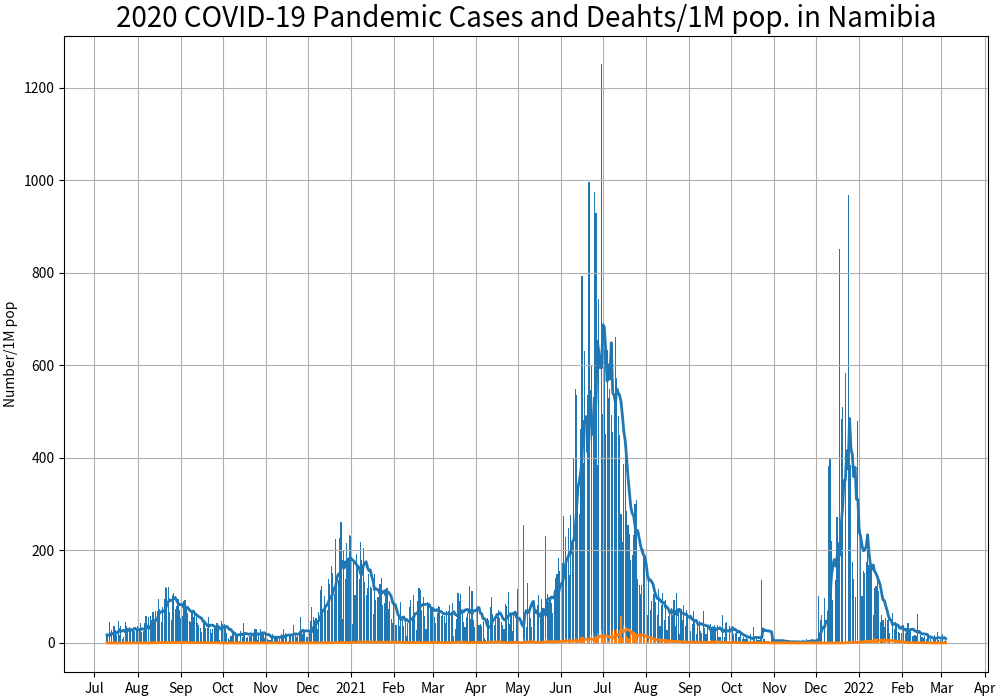 2020 COVID-19 Pandemic Cases and Deahts/1M pop. in Namibia
Number/1M pop
1200
1000
800
600
400
200
0
Jul Aug Sep Oct Nov Dec 2021 Feb Mar Apr May Jun Jul Aug Sep Oct Nov Dec 2022 Feb Mar Apr